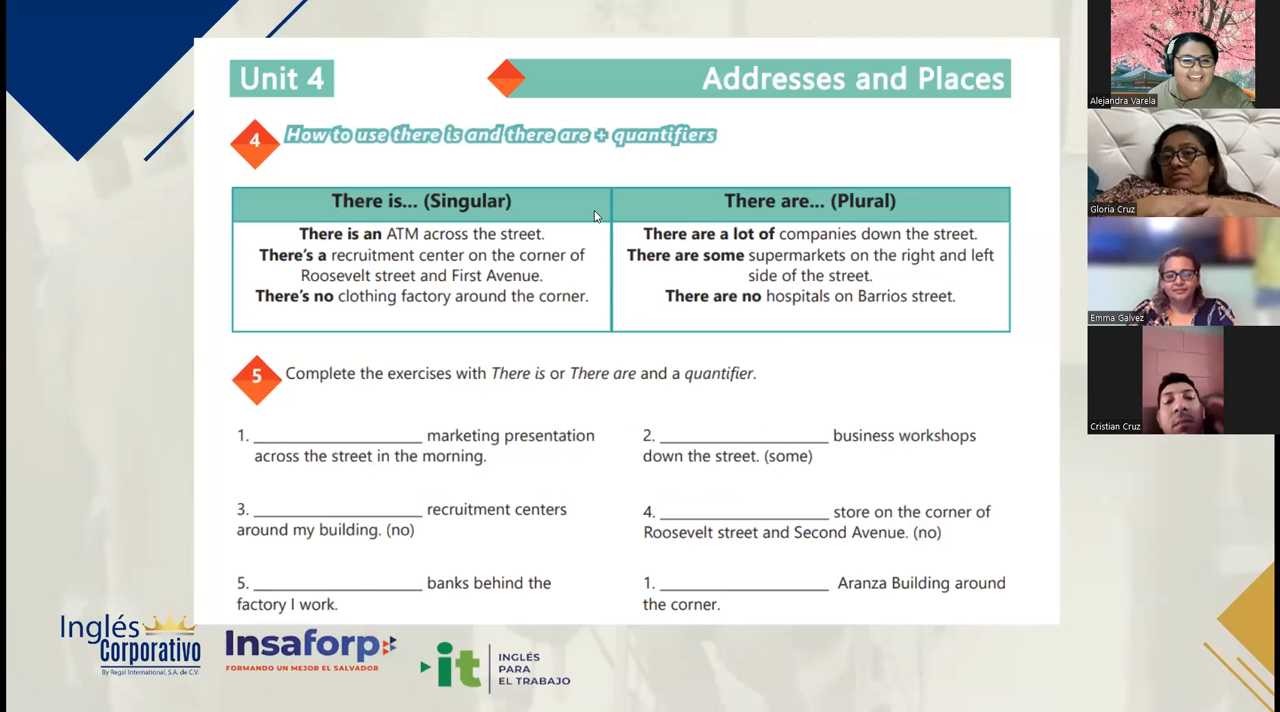 Unit 4
Addresses and Places
4
How to use there is and there are + quantifiers
There is... (Singular)
There are... (Plural)
There is an ATM across the street.
There's a recruitment center on the corner of
Roosevelt street and First Avenue.
There's no clothing factory around the corner.
There are a lot of companies down the street.
There are some supermarkets on the right and left
side of the street.
There are no hospitals on Barrios street.
5
Complete the exercises with There is or There are and a quantifier.
1. ____________________ marketing presentation
across the street in the morning.
2. ____________________ business workshops
down the street. (some)
3. ____________________ recruitment centers
around my building. (no)
4. ____________________ store on the corner of
Roosevelt street and Second Avenue. (no)
5. ____________________ banks behind the
factory I work.
1. ____________________ Aranza Building around
the corner.
Inglés
Corporativo
By Regal International, S.A. de C.V.
Insaforp
FORMANDO UN MEJOR EL SALVADOR
it
INGLÉS
PARA
EL TRABAJO
Alejandra Varela
Gloria Cruz
Emma Galvez
Cristian Cruz